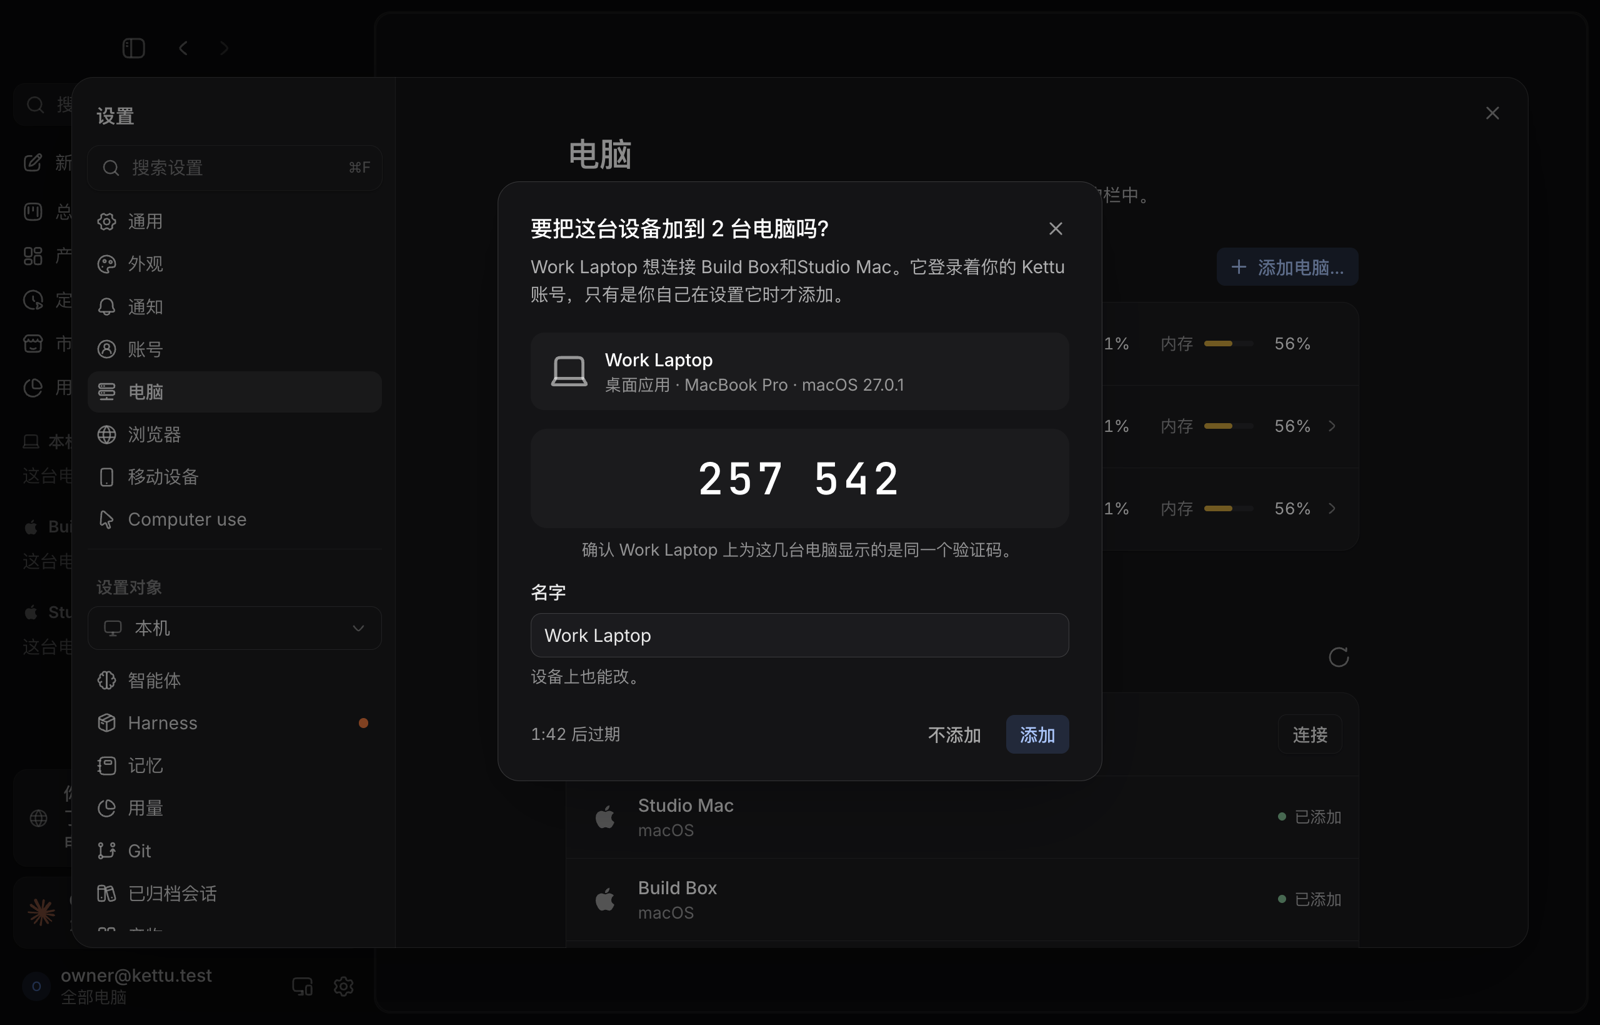 设置
搜索设置 ⌘F
通用
外观
通知
账号
电脑
浏览器
移动设备
Computer use
设置对象
本机
智能体
Harness
记忆
用量
Git
已归档会话
owner@kettu.test
全部电脑
电脑
栏中。
添加电脑...
1% 内存 56%
1% 内存 56%
1% 内存 56%
要把这台设备加到 2 台电脑吗?
Work Laptop 想连接 Build Box和Studio Mac。它登录着你的 Kettu
账号，只有是你自己在设置它时才添加。
Work Laptop
桌面应用 · MacBook Pro · macOS 27.0.1
257 542
确认 Work Laptop 上为这几台电脑显示的是同一个验证码。
名字
Work Laptop
设备上也能改。
1:42 后过期
不添加
添加
连接
Studio Mac
macOS
已添加
Build Box
macOS
已添加